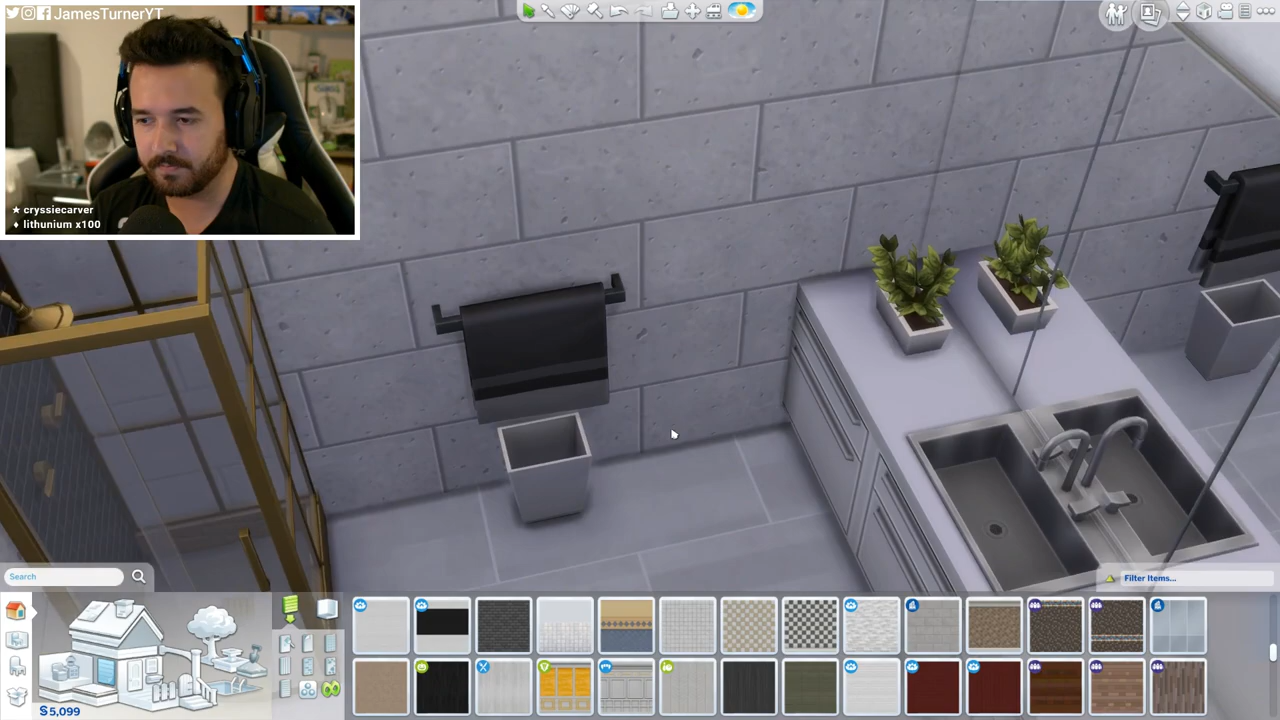 JamesTurnerYT
★ cryssiecarver
♦ lithunium x100
Search
Filter Items...
§5,099